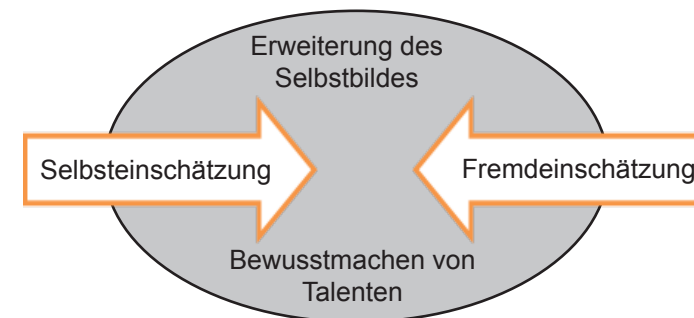 Erweiterung des
Selbstbildes
Selbsteinschätzung
Fremdeinschätzung
Bewusstmachen von
Talenten